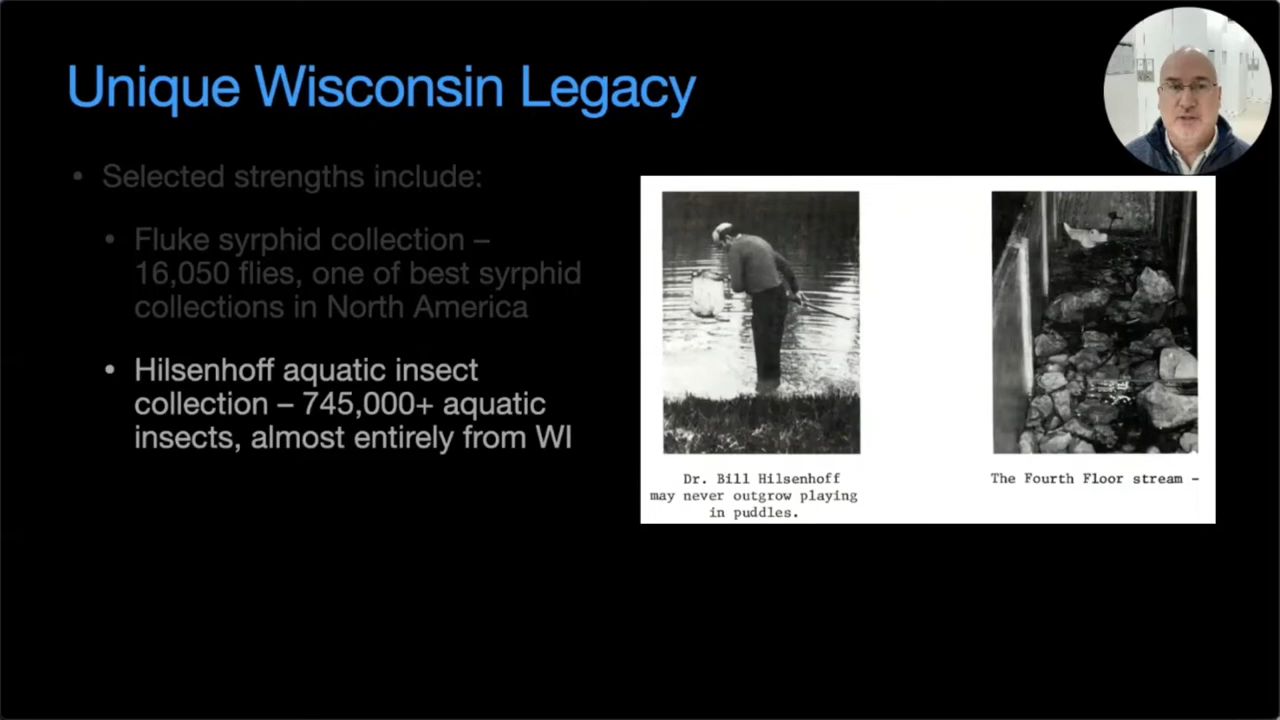 Unique Wisconsin Legacy
• Selected strengths include:
• Fluke syrphid collection –
16,050 flies, one of best syrphid
collections in North America
• Hilsenhoff aquatic insect
collection – 745,000+ aquatic
insects, almost entirely from WI
Dr. Bill Hilsenhoff
may never outgrow playing
in puddles.
The Fourth Floor stream –